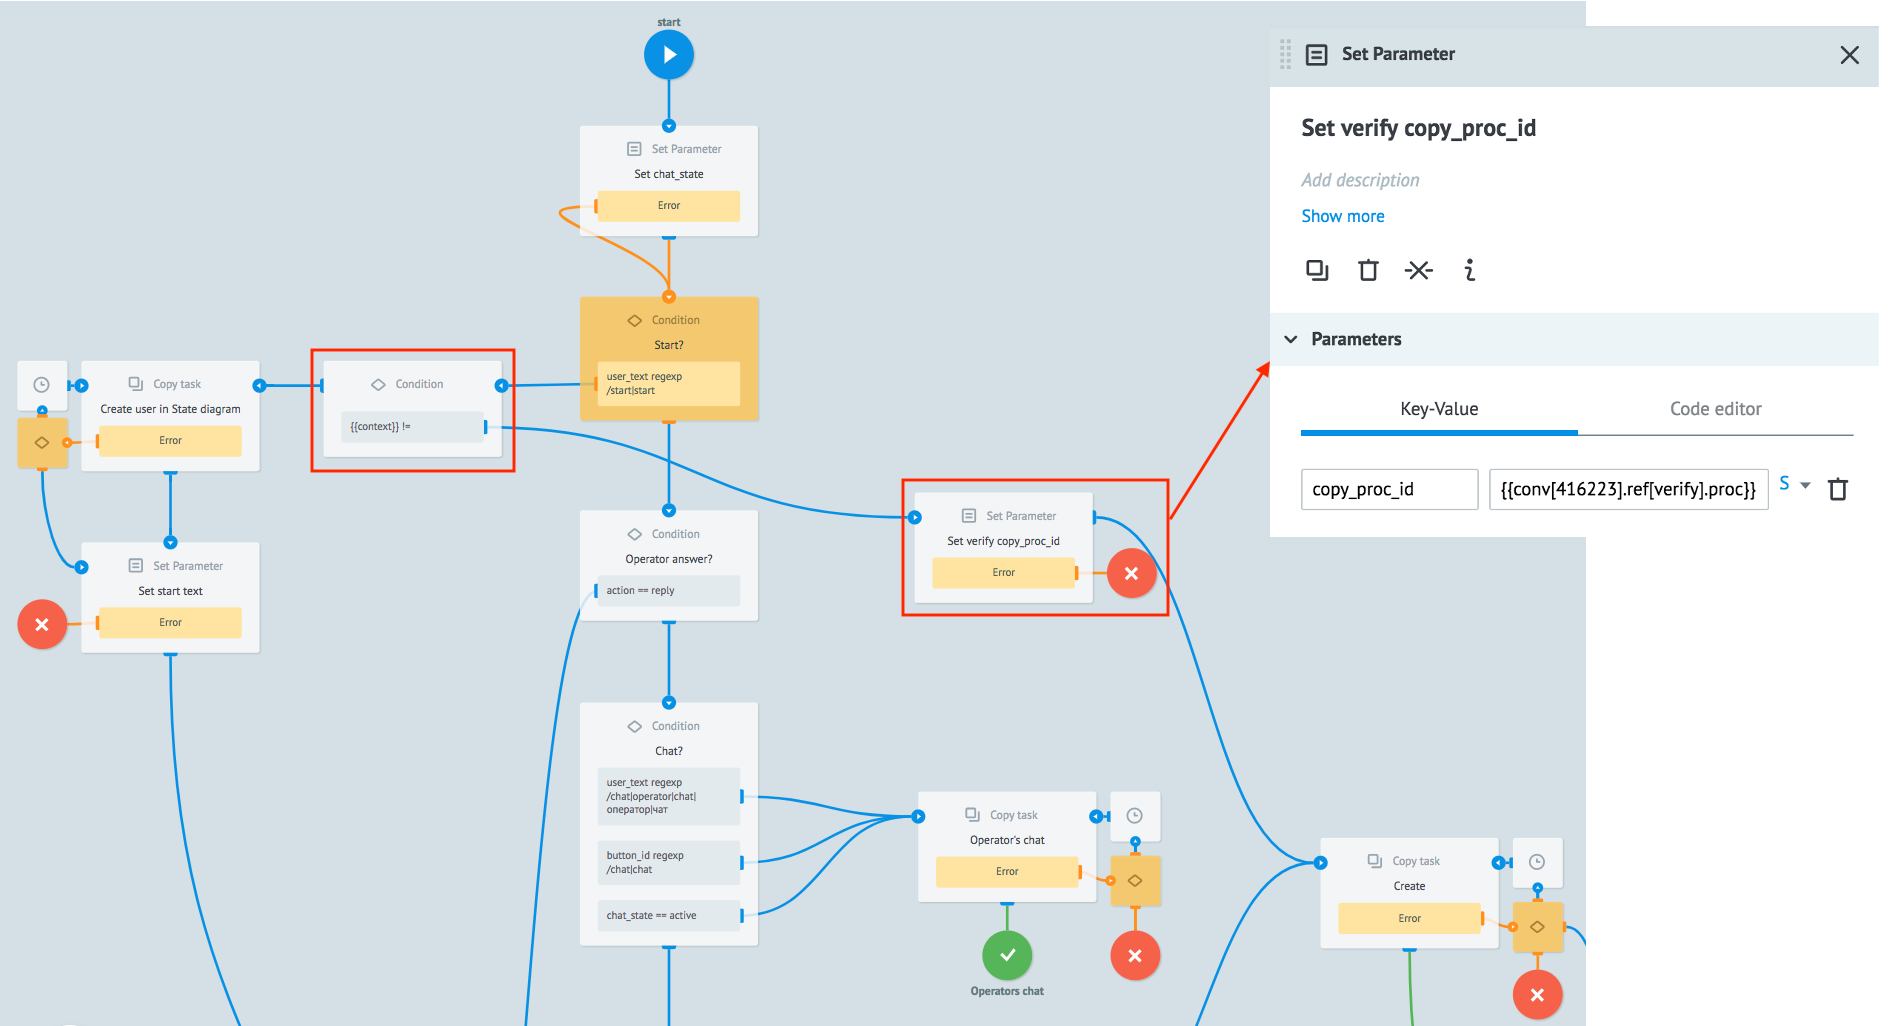 start
Set Parameter
Set chat_state
Error
Condition
Start?
user_text regexp
/start|start
Condition
{{context}} !=
Copy task
Create user in State diagram
Error
Set Parameter
Set start text
Error
Condition
Operator answer?
action == reply
Set Parameter
Set verify copy_proc_id
Error
Condition
Chat?
user_text regexp
/chat|operator|chat|
оператор|чат
button_id regexp
/chat|chat
chat_state == active
Copy task
Operator's chat
Error
Operators chat
Copy task
Create
Error
Set Parameter
Set verify copy_proc_id
Add description
Show more
Parameters
Key-Value
Code editor
copy_proc_id
{{conv[416223].ref[verify].proc}}
S